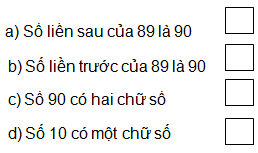 a) Số liền sau của 89 là 90
b) Số liền trước của 89 là 90
c) Số 90 có hai chữ số
d) Số 10 có một chữ số